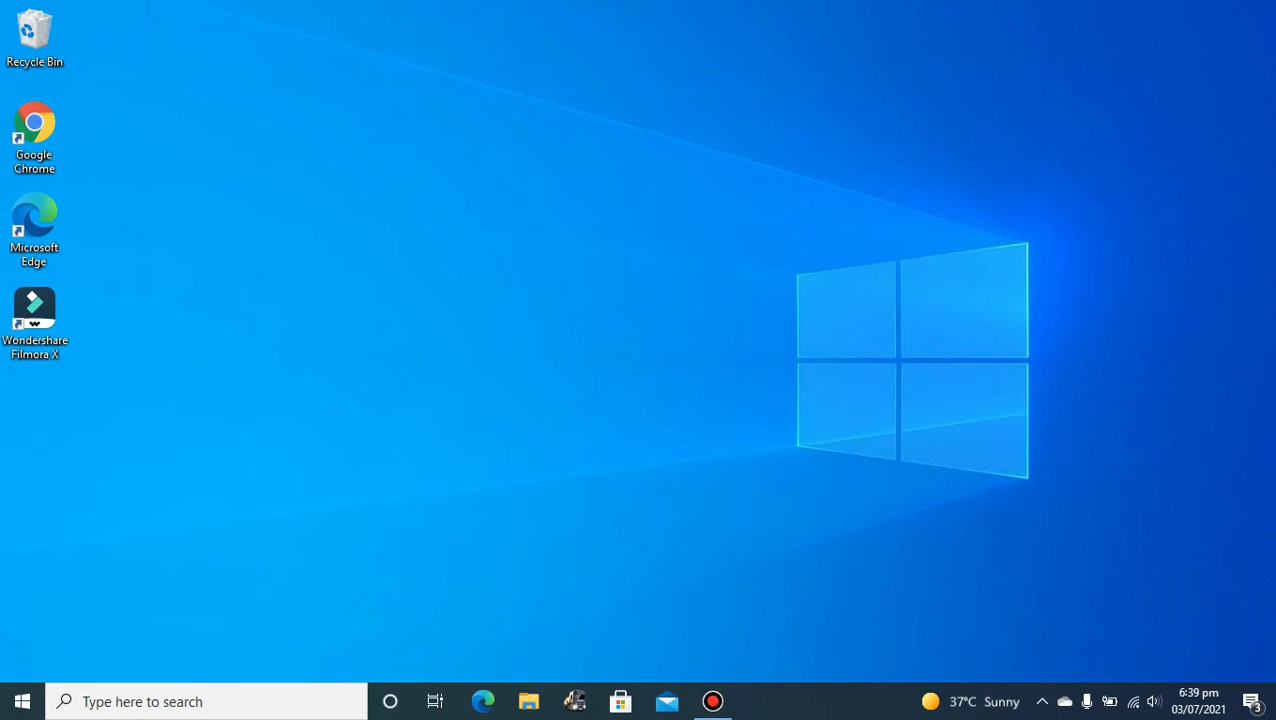 Recycle Bin
Google
Chrome
Microsoft
Edge
Wondershare
Filmora X
Type here to search
37°C Sunny
6:39 pm
03/07/2021
3